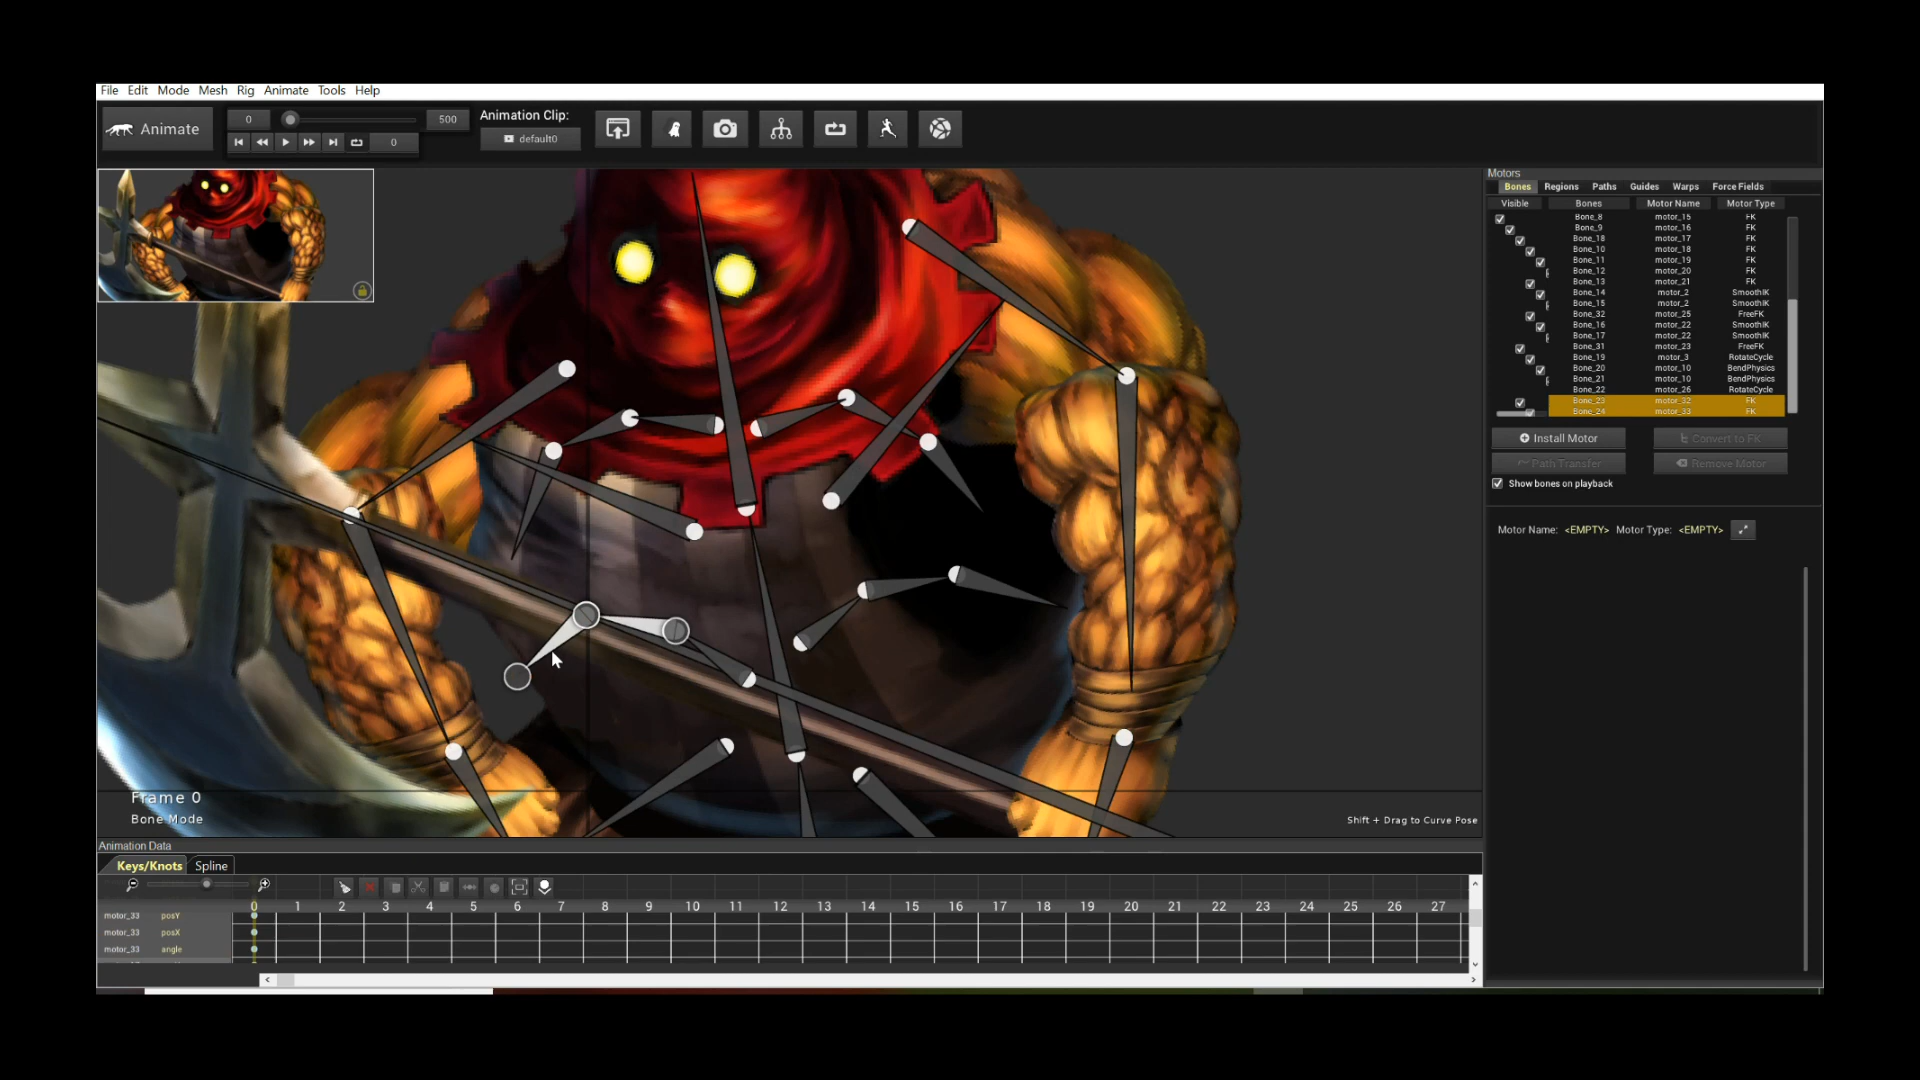 File Edit Mode Mesh Rig Animate Tools Help
Animate
0
500
0
Animation Clip:
default0
Motors
Bones Regions Paths Guides Warps Force Fields
Visible Bones Motor Name Motor Type
Bone_8 motor_15 FK
Bone_9 motor_16 FK
Bone_18 motor_17 FK
Bone_10 motor_18 FK
Bone_11 motor_19 FK
Bone_12 motor_20 FK
Bone_13 motor_21 FK
Bone_14 motor_2 SmoothIK
Bone_15 motor_2 SmoothIK
Bone_32 motor_25 FreeFK
Bone_16 motor_22 SmoothIK
Bone_17 motor_22 SmoothIK
Bone_31 motor_23 FreeFK
Bone_19 motor_3 RotateCycle
Bone_20 motor_10 BendPhysics
Bone_21 motor_10 BendPhysics
Bone_22 motor_26 RotateCycle
Bone_23 motor_32 FK
Bone_24 motor_33 FK
Install Motor Convert to FK
Path Transfer Remove Motor
Show bones on playback
Motor Name: <EMPTY> Motor Type: <EMPTY>
Frame 0
Bone Mode
Shift + Drag to Curve Pose
Animation Data
Keys/Knots Spline
0 1 2 3 4 5 6 7 8 9 10 11 12 13 14 15 16 17 18 19 20 21 22 23 24 25 26 27
motor_33 posY
motor_33 posX
motor_33 angle